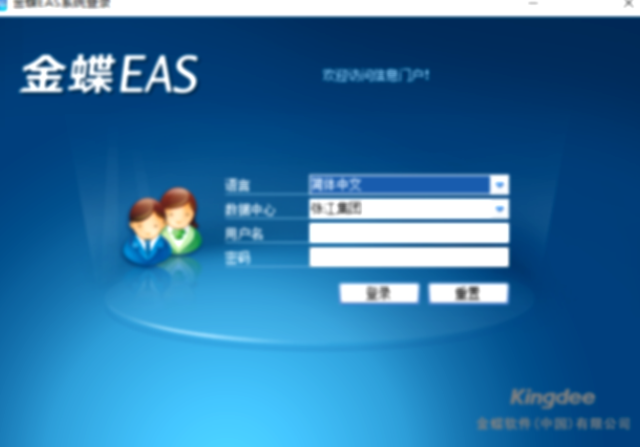 金蝶EAS系统登录
金蝶EAS
欢迎访问信息门户!
语言 简体中文
数据中心 张江集团
用户名
密码
登录 重置
Kingdee
金蝶软件(中国)有限公司